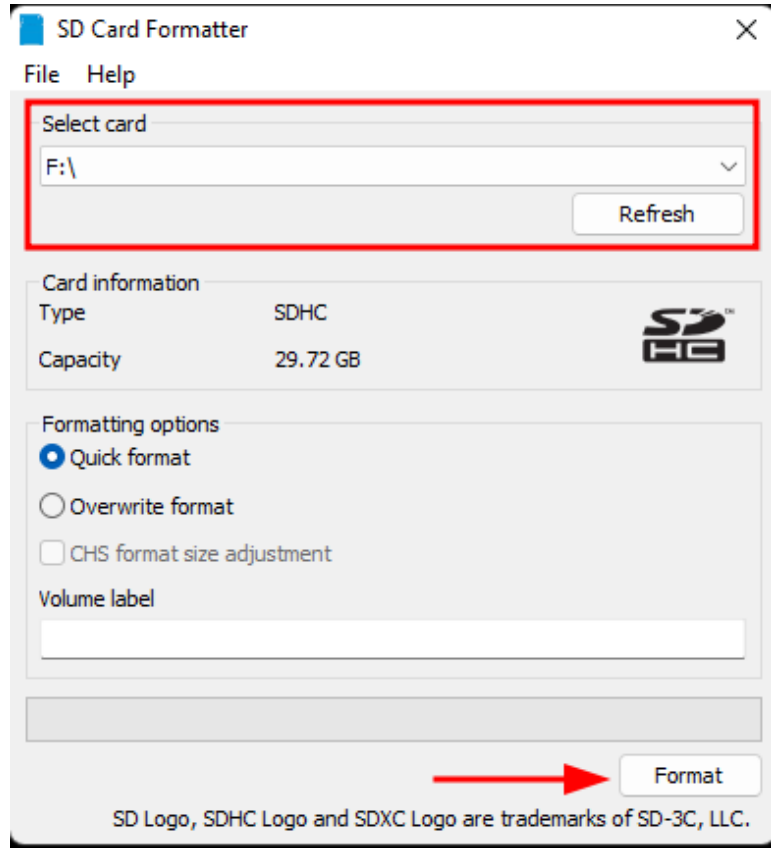 SD Card Formatter
File Help
Select card
F:\
Refresh
Card information
Type SDHC
SD™
HC
Capacity 29.72 GB
Formatting options
Quick format
Overwrite format
CHS format size adjustment
Volume label
Format
SD Logo, SDHC Logo and SDXC Logo are trademarks of SD-3C, LLC.